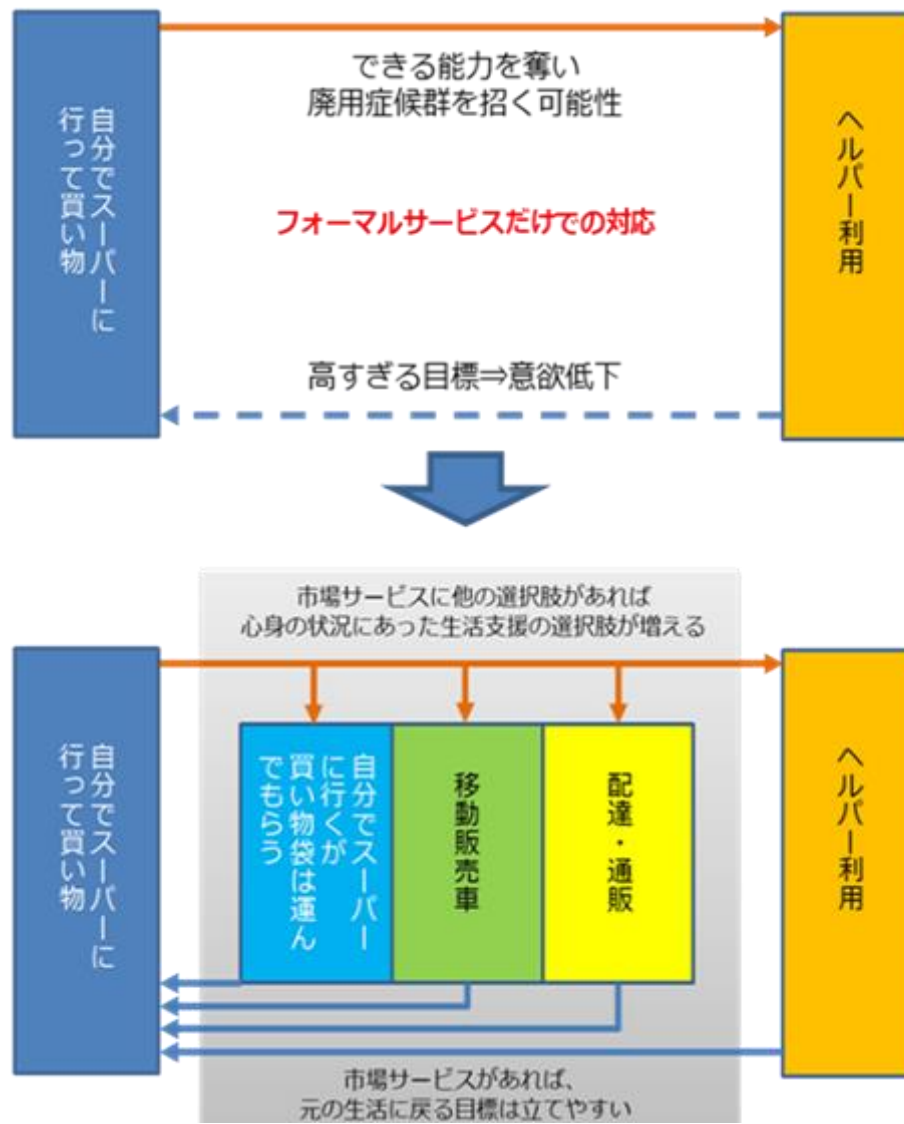 自分でスーパーに
行って買い物
できる能力を奪い
廃用症候群を招く可能性
フォーマルサービスだけでの対応
高すぎる目標⇒意欲低下
ヘルパー利用
市場サービスに他の選択肢があれば
心身の状況にあった生活支援の選択肢が増える
自分でスーパーに
行って買い物
自分でスーパー
に行くが
買い物袋は運ん
でもらう
移動販売車
配達・通販
ヘルパー利用
市場サービスがあれば、
元の生活に戻る目標は立てやすい